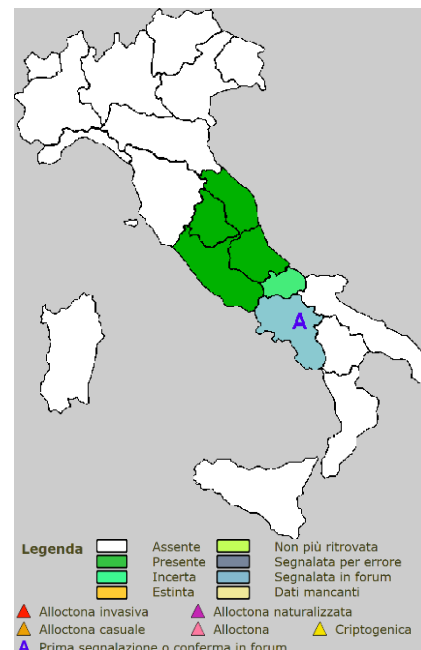 A
Legenda Assente Non più ritrovata
Presente Segnalata per errore
Incerta Segnalata in forum
Estinta Dati mancanti
Alloctona invasiva Alloctona naturalizzata
Alloctona casuale Alloctona Criptogenica
A Prima segnalazione o conferma in forum